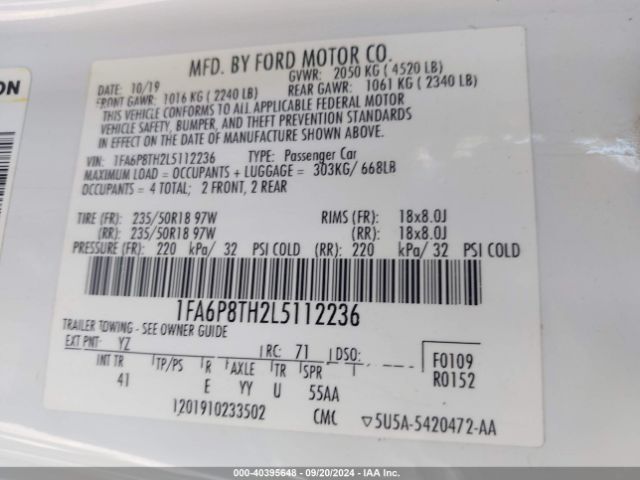 ON
MFD. BY FORD MOTOR CO.
DATE: 10/19 GVWR: 2050 KG ( 4520 LB)
FRONT GAWR: 1016 KG ( 2240 LB) REAR GAWR: 1061 KG ( 2340 LB)
THIS VEHICLE CONFORMS TO ALL APPLICABLE FEDERAL MOTOR
VEHICLE SAFETY, BUMPER, AND THEFT PREVENTION STANDARDS
IN EFFECT ON THE DATE OF MANUFACTURE SHOWN ABOVE.
VIN: 1FA6P8TH2L5112236 TYPE: Passenger Car
MAXIMUM LOAD = OCCUPANTS + LUGGAGE = 303KG/ 668LB
OCCUPANTS = 4 TOTAL; 2 FRONT, 2 REAR
TIRE (FR): 235/50R18 97W RIMS (FR): 18x8.0J
(RR): 235/50R18 97W (RR): 18x8.0J
PRESSURE (FR): 220 kPa/ 32 PSI COLD (RR): 220 kPa/ 32 PSI COLD
1FA6P8TH2L5112236
TRAILER TOWING - SEE OWNER GUIDE
EXT PNT: YZ RC: 71 DSO: F0109
INT TR TP/PS R AXLE TR SPR R0152
41 E YY U 55AA
1201910233502 CMC ▽5U5A-5420472-AA
000-40395648 - 09/20/2024 - IAA Inc.